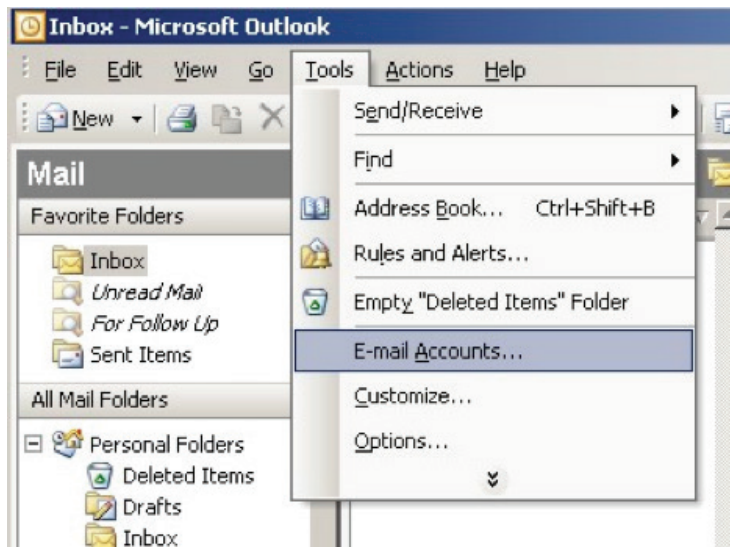 Inbox - Microsoft Outlook
File Edit View Go Tools Actions Help
New
Send/Receive
Find
Address Book... Ctrl+Shift+B
Rules and Alerts...
Empty "Deleted Items" Folder
E-mail Accounts...
Customize...
Options...
Mail
Favorite Folders
Inbox
Unread Mail
For Follow Up
Sent Items
All Mail Folders
Personal Folders
Deleted Items
Drafts
Inbox